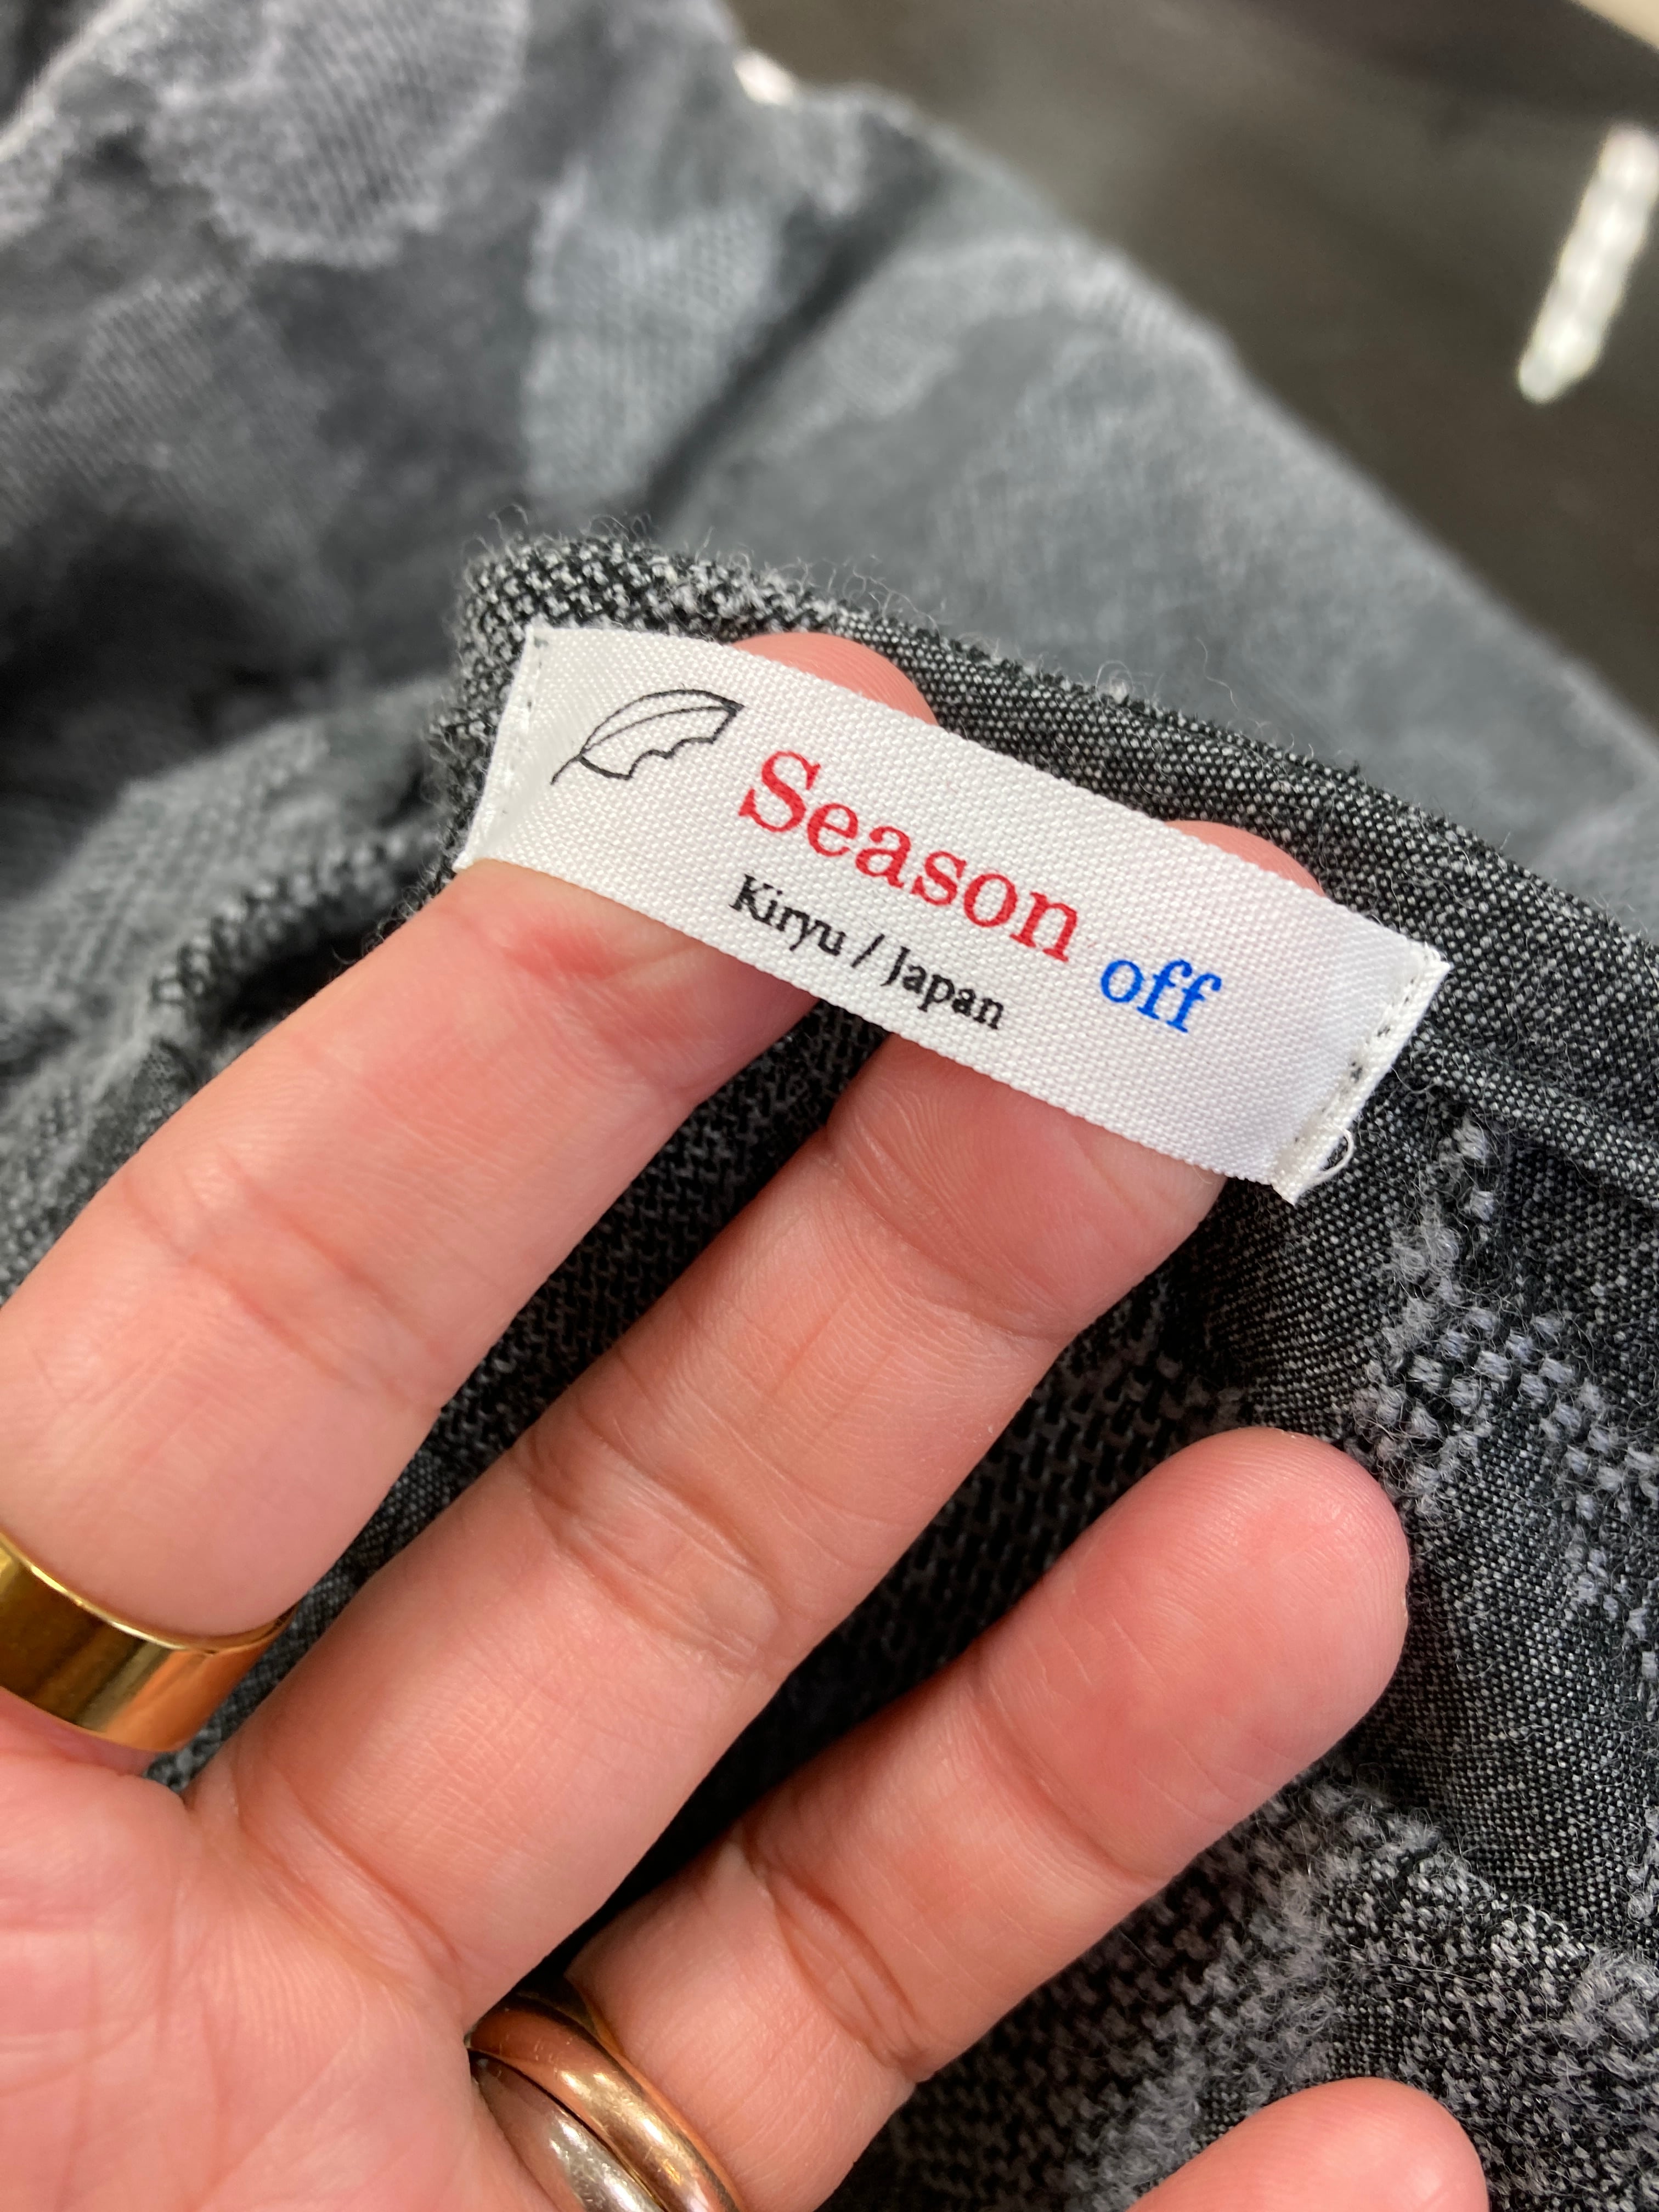 Season off
Kiryu / Japan